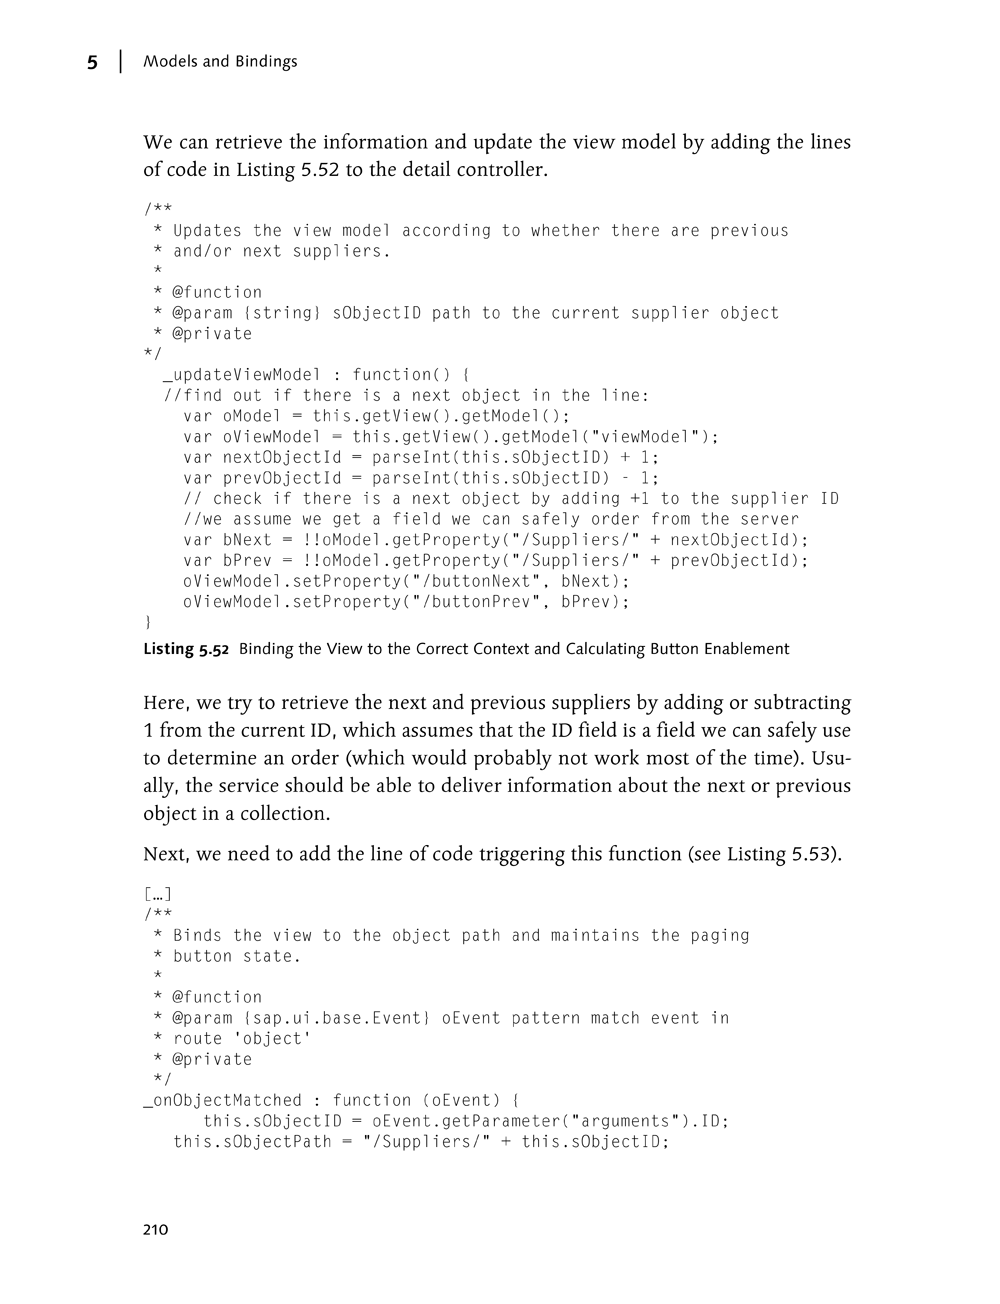 5 | Models and Bindings
We can retrieve the information and update the view model by adding the lines
of code in Listing 5.52 to the detail controller.
/**
 * Updates the view model according to whether there are previous
 * and/or next suppliers.
 *
 * @function
 * @param {string} sObjectID path to the current supplier object
 * @private
*/
  _updateViewModel : function() {
  //find out if there is a next object in the line:
    var oModel = this.getView().getModel();
    var oViewModel = this.getView().getModel("viewModel");
    var nextObjectId = parseInt(this.sObjectID) + 1;
    var prevObjectId = parseInt(this.sObjectID) - 1;
    // check if there is a next object by adding +1 to the supplier ID
    //we assume we get a field we can safely order from the server
    var bNext = !!oModel.getProperty("/Suppliers/" + nextObjectId);
    var bPrev = !!oModel.getProperty("/Suppliers/" + prevObjectId);
    oViewModel.setProperty("/buttonNext", bNext);
    oViewModel.setProperty("/buttonPrev", bPrev);
}
Listing 5.52 Binding the View to the Correct Context and Calculating Button Enablement
Here, we try to retrieve the next and previous suppliers by adding or subtracting
1 from the current ID, which assumes that the ID field is a field we can safely use
to determine an order (which would probably not work most of the time). Usu-
ally, the service should be able to deliver information about the next or previous
object in a collection.
Next, we need to add the line of code triggering this function (see Listing 5.53).
[…]
/**
 * Binds the view to the object path and maintains the paging
 * button state.
 *
 * @function
 * @param {sap.ui.base.Event} oEvent pattern match event in
 * route 'object'
 * @private
 */
_onObjectMatched : function (oEvent) {
      this.sObjectID = oEvent.getParameter("arguments").ID;
   this.sObjectPath = "/Suppliers/" + this.sObjectID;
210